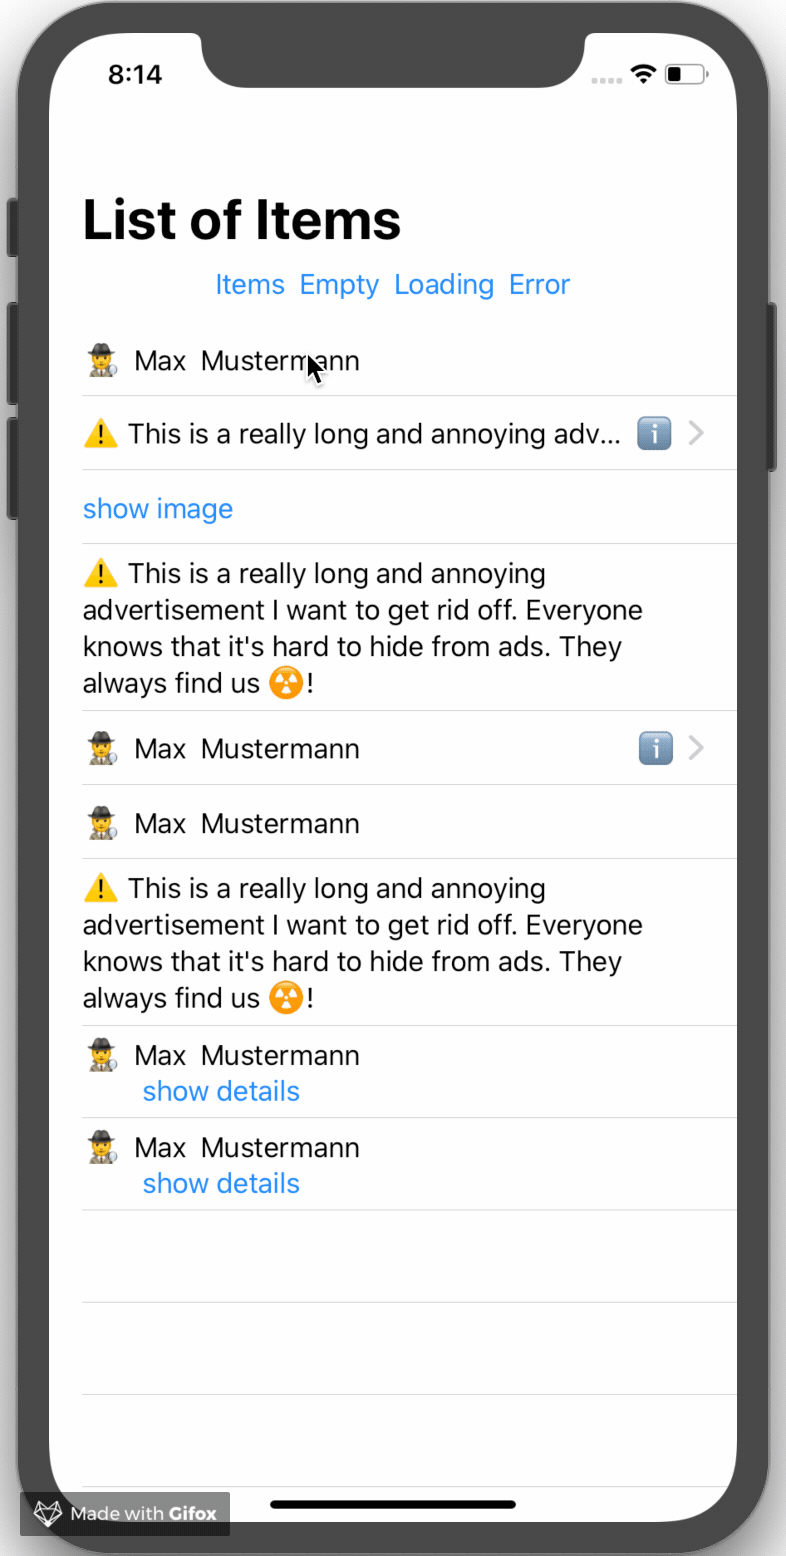 8:14
List of Items
Items Empty Loading Error
🕵️ Max Mustermann
⚠️ This is a really long and annoying adv... ℹ️
show image
⚠️ This is a really long and annoying
advertisement I want to get rid off. Everyone
knows that it's hard to hide from ads. They
always find us ☢️!
🕵️ Max Mustermann ℹ️
🕵️ Max Mustermann
⚠️ This is a really long and annoying
advertisement I want to get rid off. Everyone
knows that it's hard to hide from ads. They
always find us ☢️!
🕵️ Max Mustermann
show details
🕵️ Max Mustermann
show details
Made with Gifox